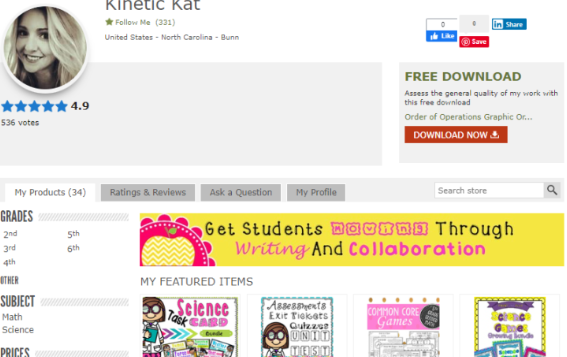 Kinetic Kat
Follow Me (331)
United States - North Carolina - Bunn
0
0
Share
Like
Save
4.9
536 votes
FREE DOWNLOAD
Assess the general quality of my work with
this free download
Order of Operations Graphic Or...
DOWNLOAD NOW
My Products (34)
Ratings & Reviews
Ask a Question
My Profile
Search store
GRADES
2nd
5th
3rd
6th
4th
OTHER
SUBJECT
Math
Science
PRICES
Get Students MOVING Through
Writing And Collaboration
MY FEATURED ITEMS
Science
Task Cards
Bundle
Assessments
Exit Tickets
Quizzes
UNIT
TEST
COMMON CORE
Games
Science
Games
Growing Bundle